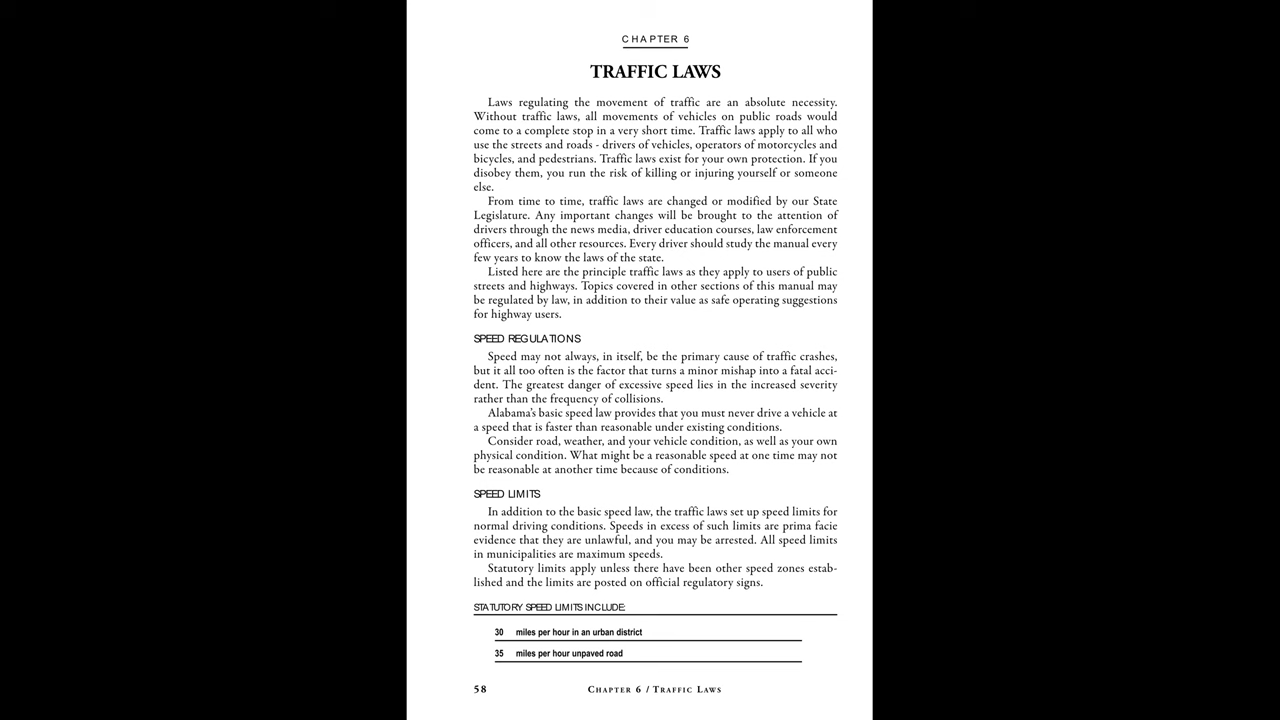 CHAPTER 6
TRAFFIC LAWS
Laws regulating the movement of traffic are an absolute necessity.
Without traffic laws, all movements of vehicles on public roads would
come to a complete stop in a very short time. Traffic laws apply to all who
use the streets and roads - drivers of vehicles, operators of motorcycles and
bicycles, and pedestrians. Traffic laws exist for your own protection. If you
disobey them, you run the risk of killing or injuring yourself or someone
else.
From time to time, traffic laws are changed or modified by our State
Legislature. Any important changes will be brought to the attention of
drivers through the news media, driver education courses, law enforcement
officers, and all other resources. Every driver should study the manual every
few years to know the laws of the state.
Listed here are the principle traffic laws as they apply to users of public
streets and highways. Topics covered in other sections of this manual may
be regulated by law, in addition to their value as safe operating suggestions
for highway users.
SPEED REGULATIONS
Speed may not always, in itself, be the primary cause of traffic crashes,
but it all too often is the factor that turns a minor mishap into a fatal acci-
dent. The greatest danger of excessive speed lies in the increased severity
rather than the frequency of collisions.
Alabama's basic speed law provides that you must never drive a vehicle at
a speed that is faster than reasonable under existing conditions.
Consider road, weather, and your vehicle condition, as well as your own
physical condition. What might be a reasonable speed at one time may not
be reasonable at another time because of conditions.
SPEED LIMITS
In addition to the basic speed law, the traffic laws set up speed limits for
normal driving conditions. Speeds in excess of such limits are prima facie
evidence that they are unlawful, and you may be arrested. All speed limits
in municipalities are maximum speeds.
Statutory limits apply unless there have been other speed zones estab-
lished and the limits are posted on official regulatory signs.
STATUTORY SPEED LIMITS INCLUDE:
30 miles per hour in an urban district
35 miles per hour unpaved road
58 CHAPTER 6 / TRAFFIC LAWS